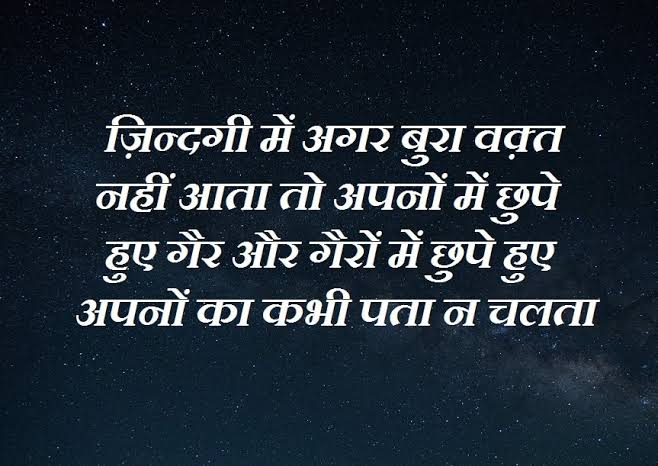 ज़िन्दगी में अगर बुरा वक़्त
नहीं आता तो अपनों में छुपे
हुए गैर और गैरों में छुपे हुए
अपनों का कभी पता न चलता